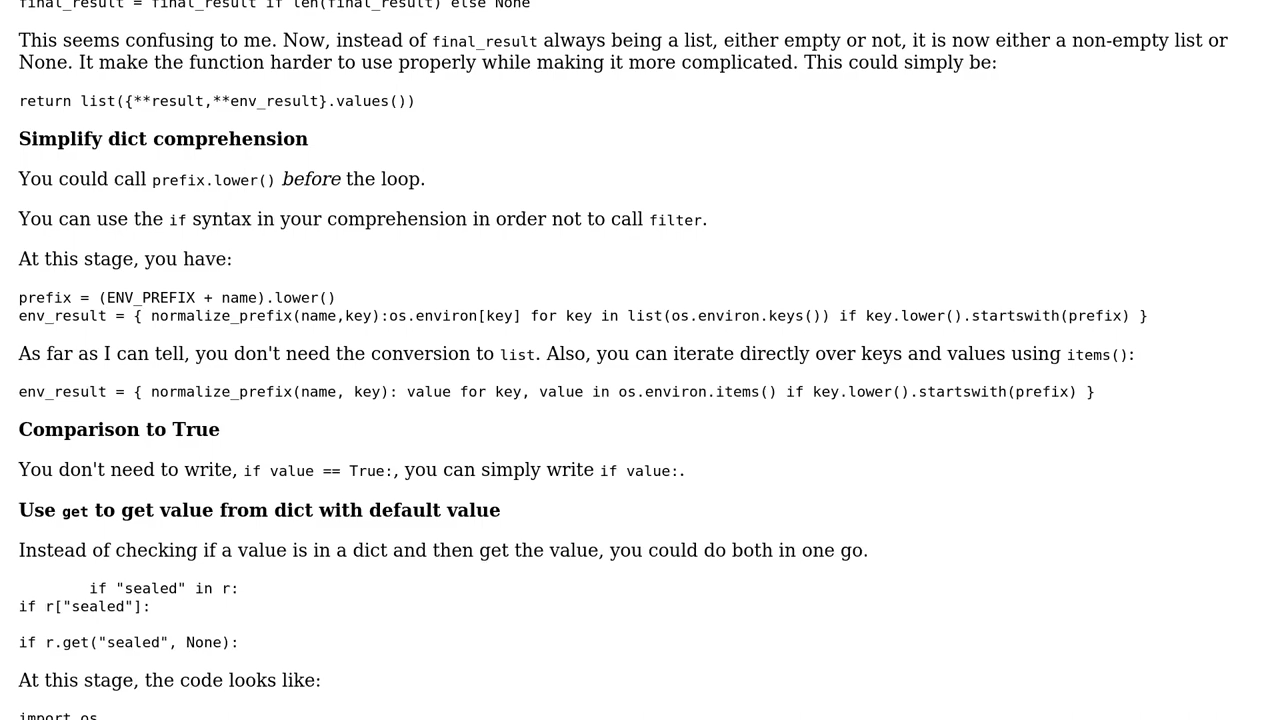 final_result = final_result if len(final_result) else None
This seems confusing to me. Now, instead of final_result always being a list, either empty or not, it is now either a non-empty list or
None. It make the function harder to use properly while making it more complicated. This could simply be:
return list({**result,**env_result}.values())
Simplify dict comprehension
You could call prefix.lower() before the loop.
You can use the if syntax in your comprehension in order not to call filter.
At this stage, you have:
prefix = (ENV_PREFIX + name).lower()
env_result = { normalize_prefix(name,key):os.environ[key] for key in list(os.environ.keys()) if key.lower().startswith(prefix) }
As far as I can tell, you don't need the conversion to list. Also, you can iterate directly over keys and values using items():
env_result = { normalize_prefix(name, key): value for key, value in os.environ.items() if key.lower().startswith(prefix) }
Comparison to True
You don't need to write, if value == True:, you can simply write if value:.
Use get to get value from dict with default value
Instead of checking if a value is in a dict and then get the value, you could do both in one go.
if "sealed" in r:
if r["sealed"]:
if r.get("sealed", None):
At this stage, the code looks like:
import os